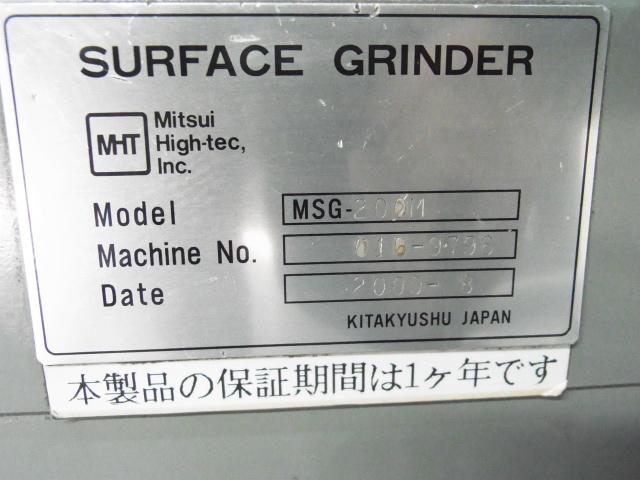 SURFACE GRINDER
MHT
Mitsui
High-tec,
Inc.
Model MSG-200M
Machine No.
Date
KITAKYUSHU JAPAN
本製品の保証期間は1ヶ年です